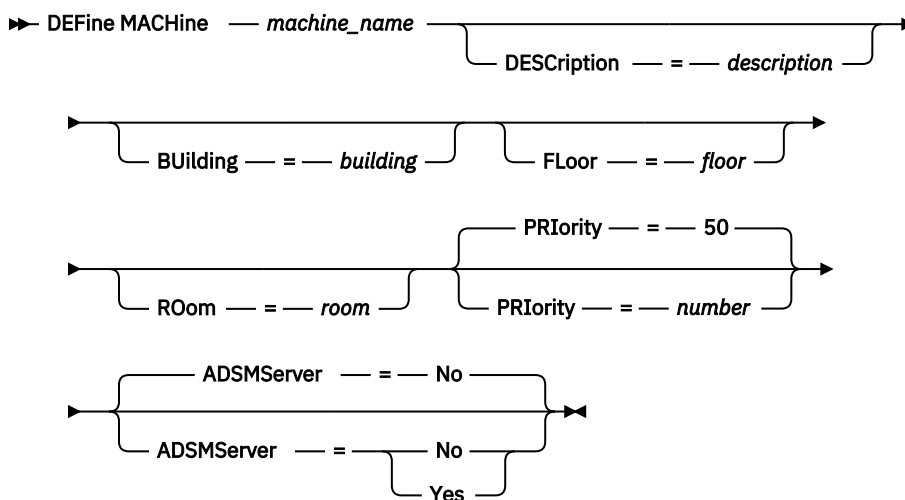 DEFine MACHine machine_name
DESCription = description
BUilding = building
FLoor = floor
PRIority = 50
ROom = room
PRIority = number
ADSMServer = No
ADSMServer = No
Yes